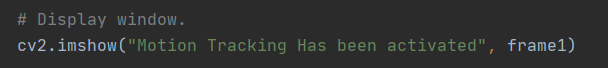 # Display window.
cv2.imshow("Motion Tracking Has been activated", frame1)